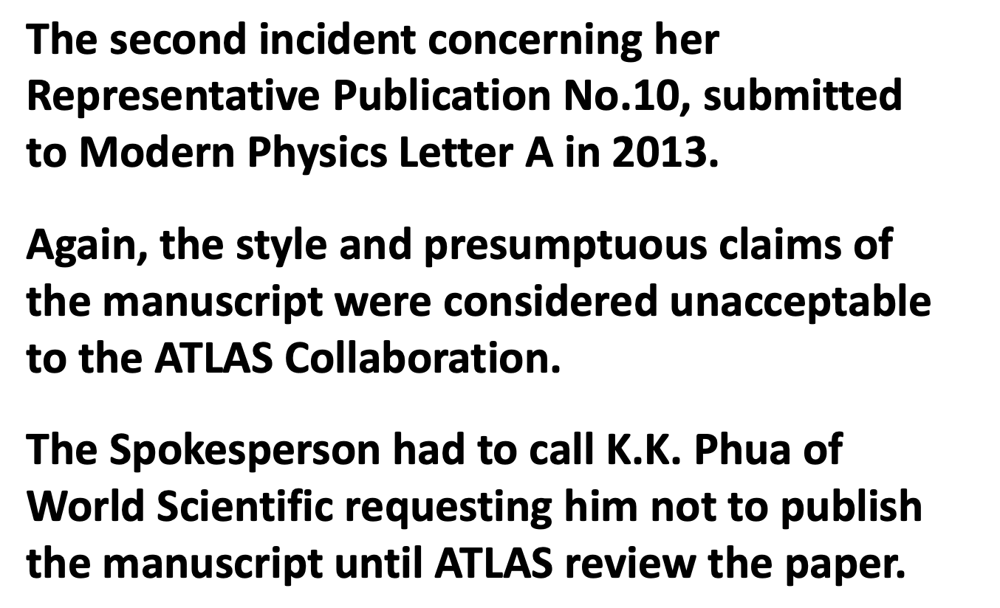 The second incident concerning her
Representative Publication No.10, submitted
to Modern Physics Letter A in 2013.
Again, the style and presumptuous claims of
the manuscript were considered unacceptable
to the ATLAS Collaboration.
The Spokesperson had to call K.K. Phua of
World Scientific requesting him not to publish
the manuscript until ATLAS review the paper.